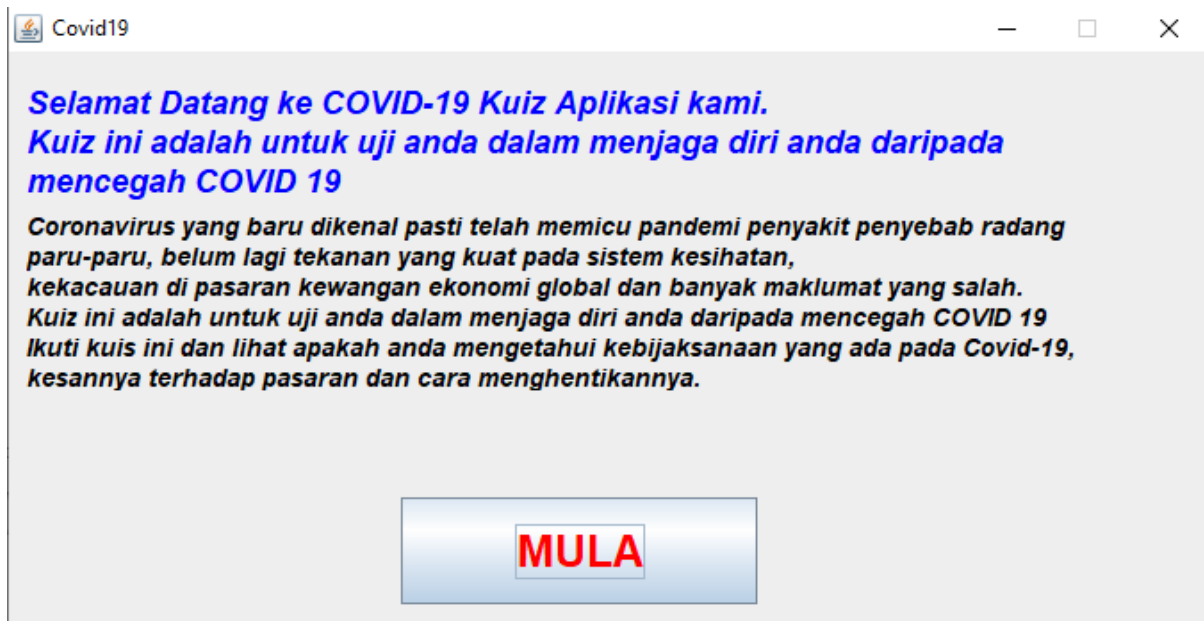 Covid19
Selamat Datang ke COVID-19 Kuiz Aplikasi kami.
Kuiz ini adalah untuk uji anda dalam menjaga diri anda daripada
mencegah COVID 19
Coronavirus yang baru dikenal pasti telah memicu pandemi penyakit penyebab radang
paru-paru, belum lagi tekanan yang kuat pada sistem kesihatan,
kekacauan di pasaran kewangan ekonomi global dan banyak maklumat yang salah.
Kuiz ini adalah untuk uji anda dalam menjaga diri anda daripada mencegah COVID 19
Ikuti kuis ini dan lihat apakah anda mengetahui kebijaksanaan yang ada pada Covid-19,
kesannya terhadap pasaran dan cara menghentikannya.
MULA